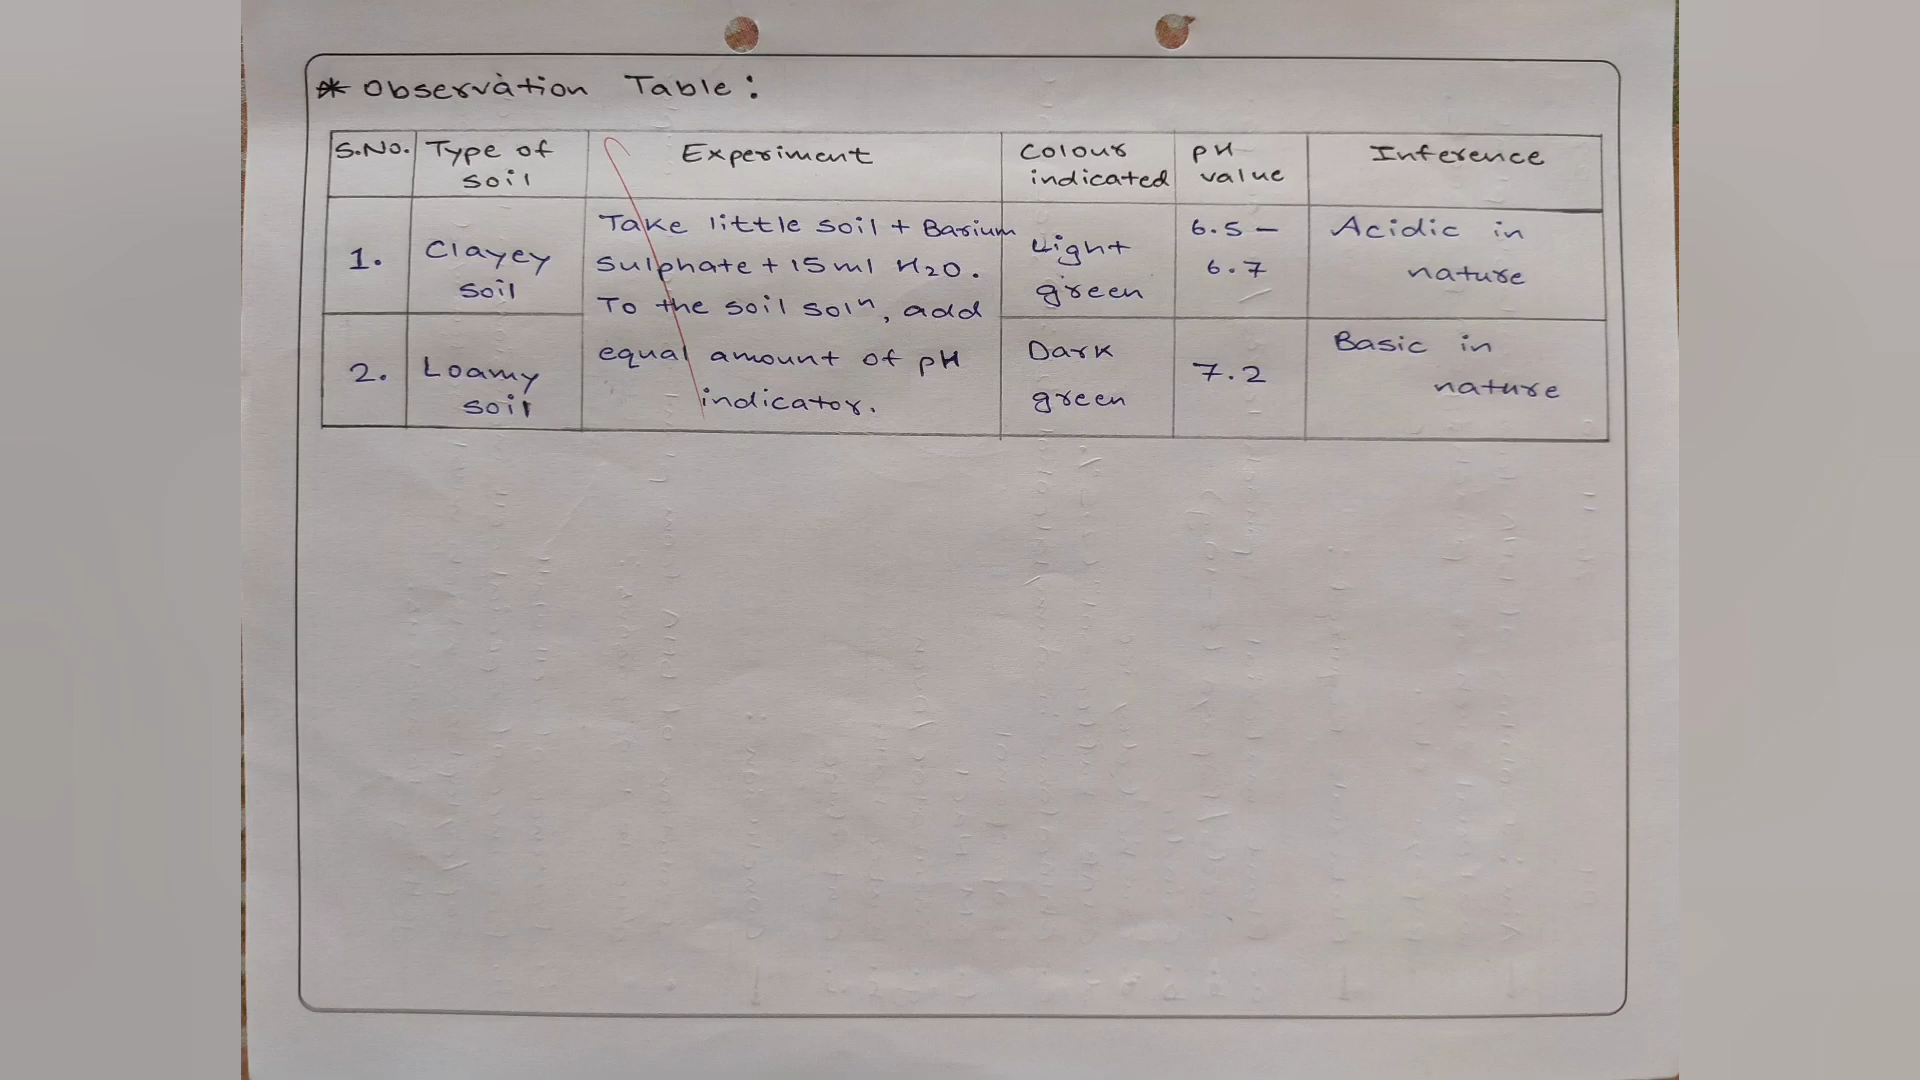 * Observation Table :
S.No. Type of soil Experiment Colour indicated pH value Inference
1. Clayey soil
Take little soil + Barium
sulphate + 15 ml H2O.
To the soil solⁿ, add
equal amount of pH
indicator.
Light green
6.5 – 6.7
Acidic in nature
2. Loamy soil
Dark green
7.2
Basic in nature